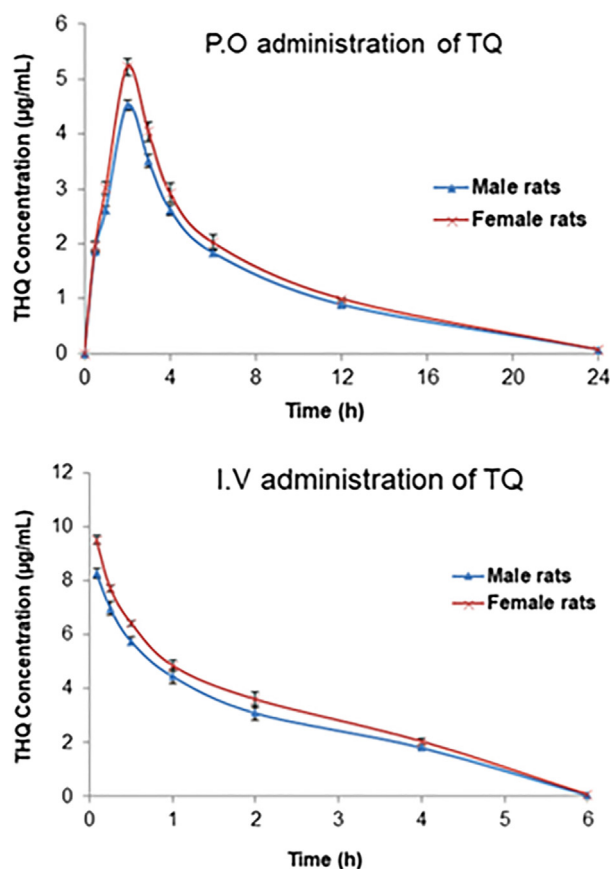 P.O administration of TQ
6
5
4
3
2
1
0
THQ Concentration (µg/mL)
Male rats
Female rats
0 4 8 12 16 20 24
Time (h)
I.V administration of TQ
12
10
8
6
4
2
0
THQ Concentration (µg/mL)
Male rats
Female rats
0 1 2 3 4 5 6
Time (h)